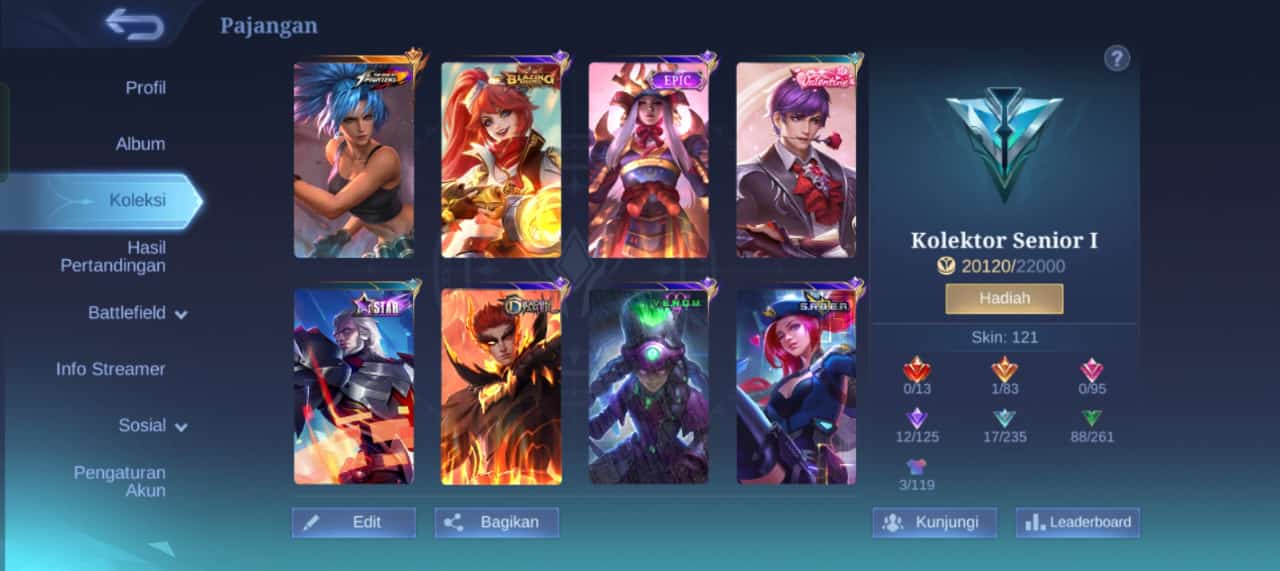 Pajangan
?
Profil
Album
Koleksi
Hasil
Pertandingan
Battlefield
Info Streamer
Sosial
Pengaturan
Akun
EPIC
Valentine
STAR
VENOM
S.A.B.E.R
Edit
Bagikan
Kolektor Senior I
20120/22000
Hadiah
Skin: 121
0/13
1/83
0/95
12/125
17/235
88/261
3/119
Kunjungi
Leaderboard